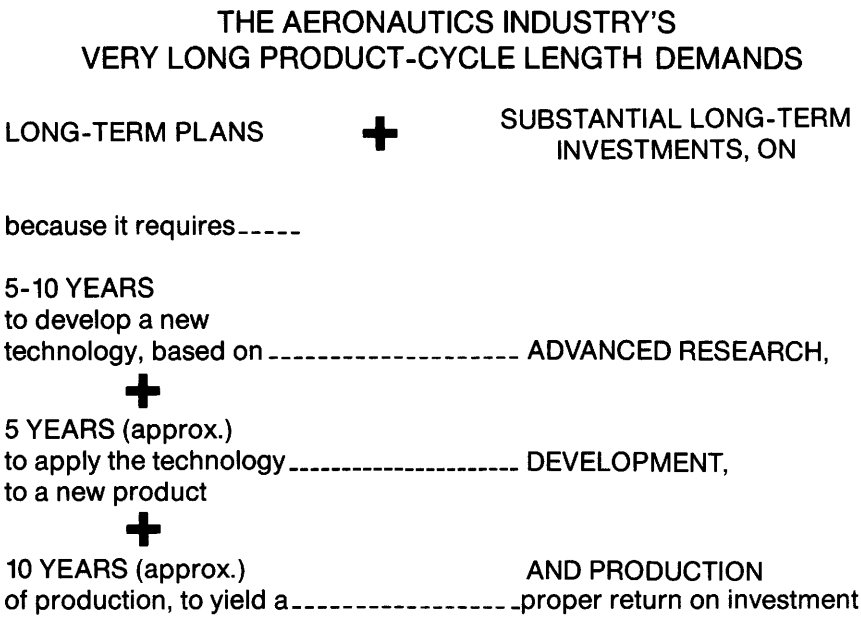 THE AERONAUTICS INDUSTRY'S
VERY LONG PRODUCT-CYCLE LENGTH DEMANDS
LONG-TERM PLANS + SUBSTANTIAL LONG-TERM
INVESTMENTS, ON
because it requires-----
5-10 YEARS
to develop a new
technology, based on -------------------- ADVANCED RESEARCH,
+
5 YEARS (approx.)
to apply the technology---------------------- DEVELOPMENT,
to a new product
+
10 YEARS (approx.) AND PRODUCTION
of production, to yield a--------------------proper return on investment